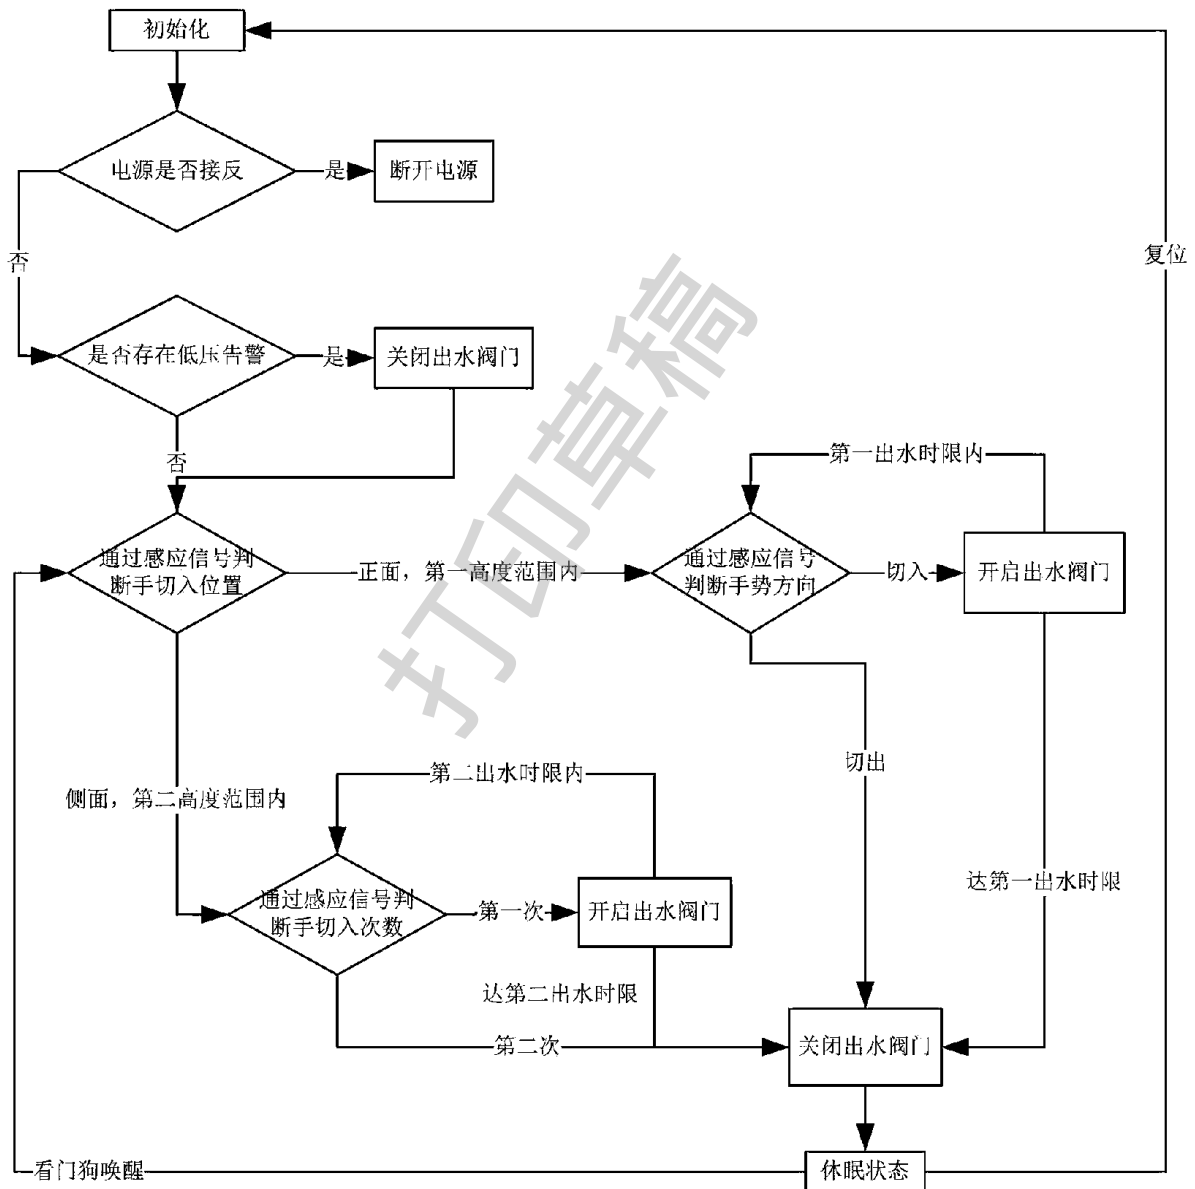 初始化
电源是否接反
是
断开电源
否
复位
是否存在低压告警
是
关闭出水阀门
否
第一出水时限内
通过感应信号判
断手切入位置
正面，第一高度范围内
通过感应信号
判断手势方向
切入
开启出水阀门
切出
第二出水时限内
侧面，第二高度范围内
达第一出水时限
通过感应信号判
断手切入次数
第一次
开启出水阀门
达第二出水时限
第二次
关闭出水阀门
看门狗唤醒
休眠状态
打印草稿